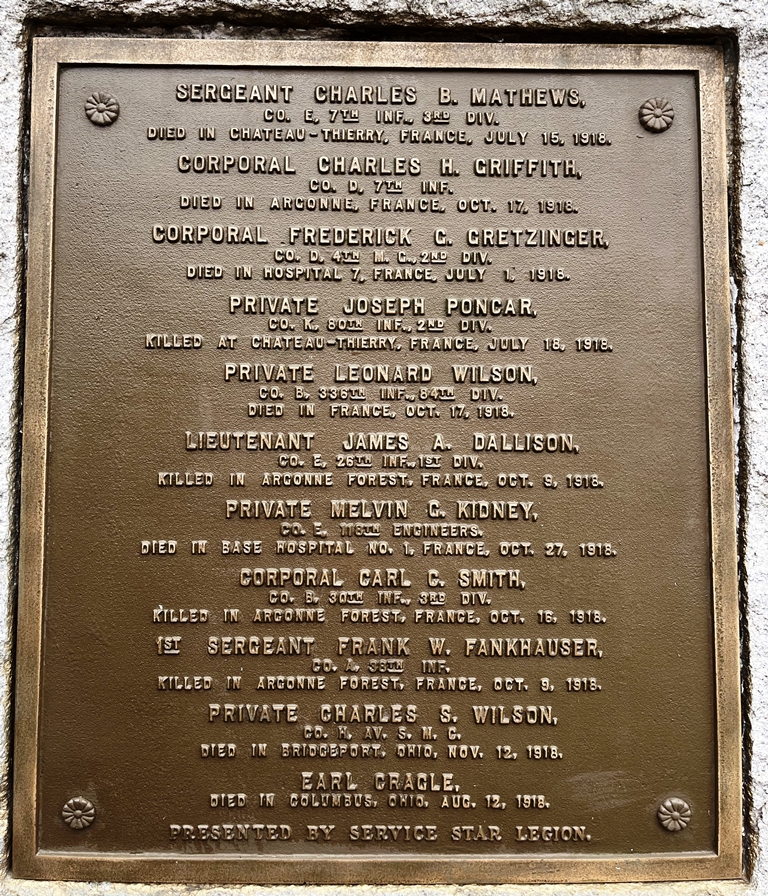 SERGEANT CHARLES B. MATHEWS,
CO. E, 7TH INF., 3RD DIV.
DIED IN CHATEAU-THIERRY, FRANCE, JULY 15, 1918.
CORPORAL CHARLES H. GRIFFITH,
CO. D, 7TH INF.
DIED IN ARGONNE, FRANCE, OCT. 17, 1918.
CORPORAL FREDERICK G. GRETZINGER,
CO. D, 4TH M. G., 2ND DIV.
DIED IN HOSPITAL 7, FRANCE, JULY 1, 1918.
PRIVATE JOSEPH PONCAR,
CO. K, 80TH INF., 2ND DIV.
KILLED AT CHATEAU-THIERRY, FRANCE, JULY 18, 1918.
PRIVATE LEONARD WILSON,
CO. B, 336TH INF., 84TH DIV.
DIED IN FRANCE, OCT. 17, 1918.
LIEUTENANT JAMES A. DALLISON,
CO. E, 26TH INF., 1ST DIV.
KILLED IN ARGONNE FOREST, FRANCE, OCT. 9, 1918.
PRIVATE MELVIN G. KIDNEY,
CO. E, 116TH ENGINEERS.
DIED IN BASE HOSPITAL NO. 1, FRANCE, OCT. 27, 1918.
CORPORAL CARL C. SMITH,
CO. B, 30TH INF., 3RD DIV.
KILLED IN ARGONNE FOREST, FRANCE, OCT. 16, 1918.
1ST SERGEANT FRANK W. FANKHAUSER,
CO. A, 38TH INF.
KILLED IN ARGONNE FOREST, FRANCE, OCT. 9, 1918.
PRIVATE CHARLES S. WILSON,
CO. H, AV. S. M. G.
DIED IN BRIDGEPORT, OHIO, NOV. 12, 1918.
EARL CRAGLE,
DIED IN COLUMBUS, OHIO, AUG. 12, 1918.
PRESENTED BY SERVICE STAR LEGION.